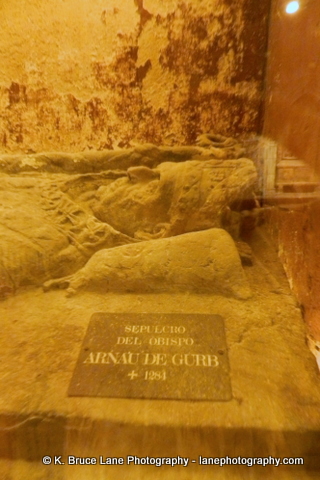 SEPULCRO
DEL OBISPO
ARNAU DE GURB
+ 1284
© K. Bruce Lane Photography - lanephotography.com